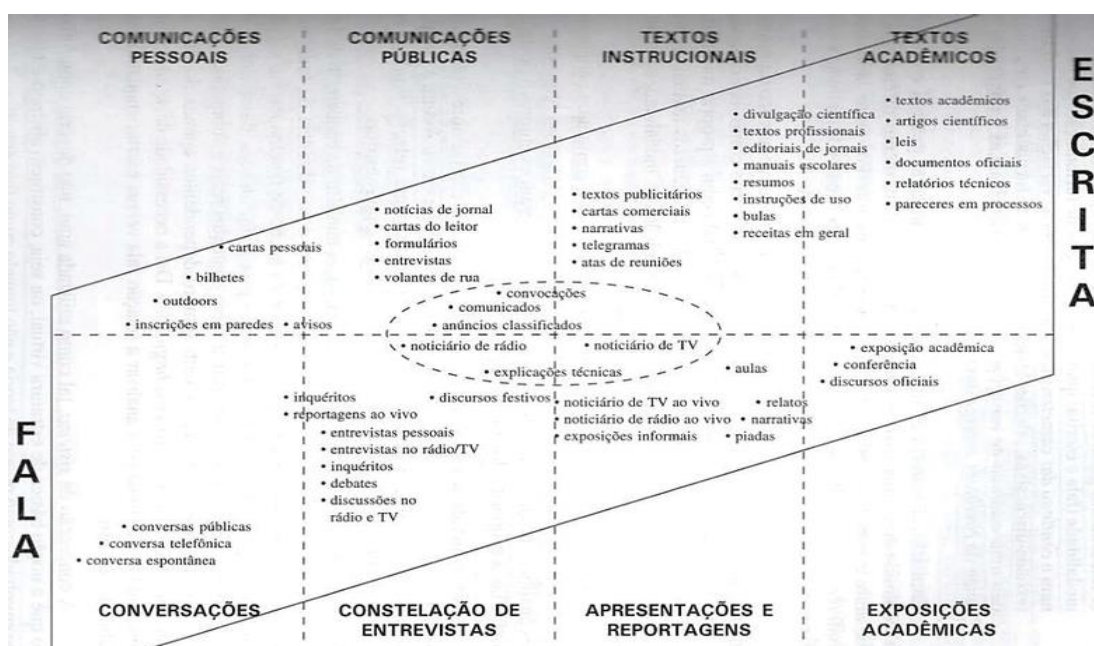 COMUNICAÇÕES
PESSOAIS
COMUNICAÇÕES
PÚBLICAS
TEXTOS
INSTRUCIONAIS
TEXTOS
ACADÊMICOS
ESCRITA
• divulgação científica
• textos profissionais
• editoriais de jornais
• manuais escolares
• resumos
• instruções de uso
• bulas
• receitas em geral
• textos acadêmicos
• artigos científicos
• leis
• documentos oficiais
• relatórios técnicos
• pareceres em processos
• textos publicitários
• cartas comerciais
• narrativas
• telegramas
• atas de reuniões
• notícias de jornal
• cartas do leitor
• formulários
• entrevistas
• volantes de rua
• cartas pessoais
• bilhetes
• outdoors
• inscrições em paredes • avisos
• convocações
• comunicados
• anúncios classificados
• noticiário de rádio • noticiário de TV
• explicações técnicas
• aulas
• exposição acadêmica
• conferência
• discursos oficiais
• inquéritos • discursos festivos
• reportagens ao vivo
• entrevistas pessoais
• entrevistas no rádio/TV
• inquéritos
• debates
• discussões no
rádio e TV
• noticiário de TV ao vivo • relatos
• noticiário de rádio ao vivo • narrativas
• exposições informais • piadas
FALA
• conversas públicas
• conversa telefônica
• conversa espontânea
CONVERSAÇÕES
CONSTELAÇÃO DE
ENTREVISTAS
APRESENTAÇÕES E
REPORTAGENS
EXPOSIÇÕES
ACADÊMICAS